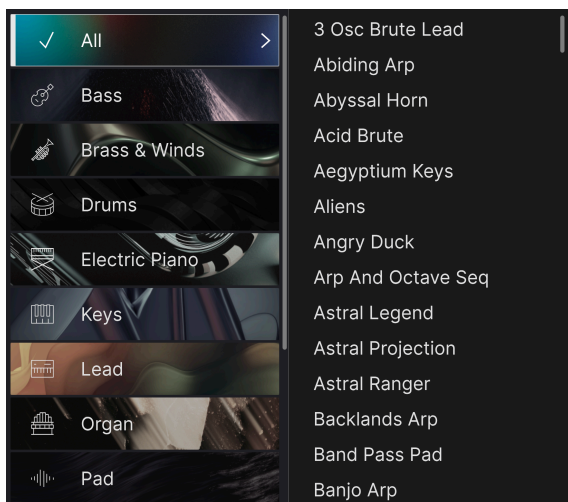 All
Bass
Brass & Winds
Drums
Electric Piano
Keys
Lead
Organ
Pad
3 Osc Brute Lead
Abiding Arp
Abyssal Horn
Acid Brute
Aegyptium Keys
Aliens
Angry Duck
Arp And Octave Seq
Astral Legend
Astral Projection
Astral Ranger
Backlands Arp
Band Pass Pad
Banjo Arp